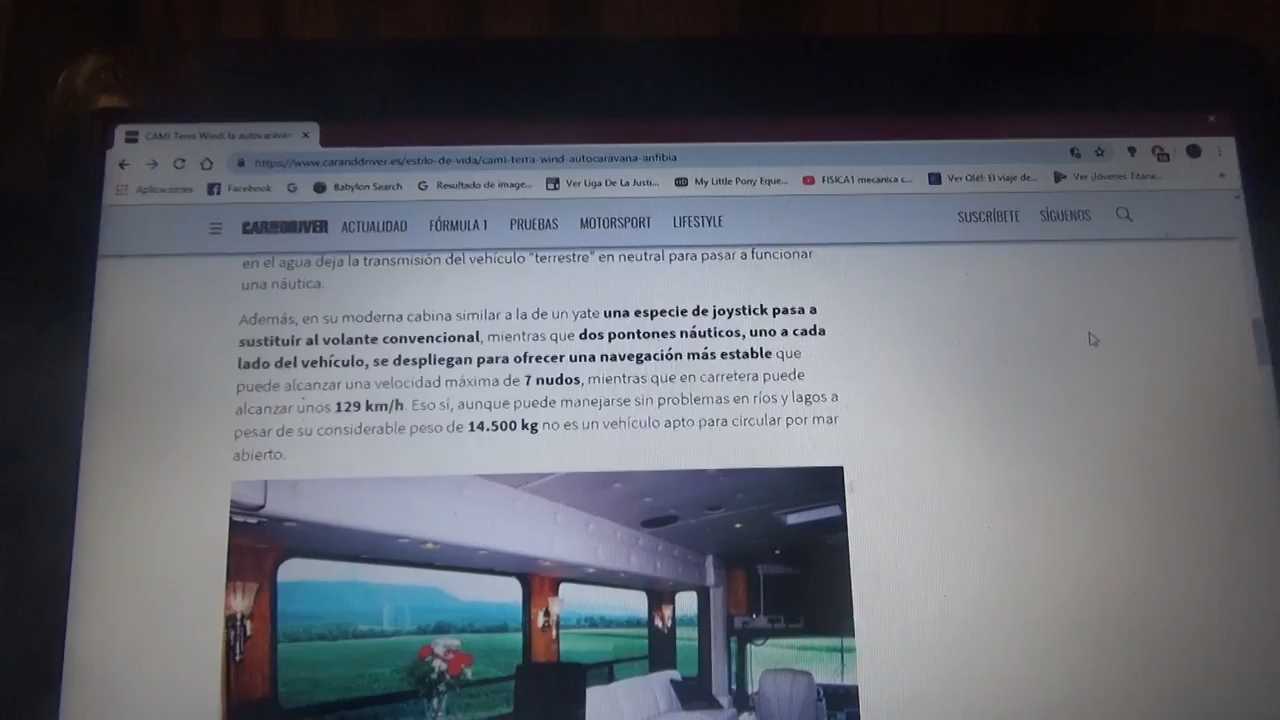 CAMI Terra Wind: la autocaravan
https://www.caranddriver.es/estilo-de-vida/cami-terra-wind-autocaravana-anfibia
Aplicaciones Facebook Babylon Search Resultado de image... Ver Liga De La Justi... My Little Pony Eque... FISICA1 mecanica c... Ver Olé!: El viaje de... Ver ¡Jóvenes Titane... »
CAR AND DRIVER ACTUALIDAD FÓRMULA 1 PRUEBAS MOTORSPORT LIFESTYLE SUSCRÍBETE SÍGUENOS
en el agua deja la transmisión del vehículo "terrestre" en neutral para pasar a funcionar
una náutica.
Además, en su moderna cabina similar a la de un yate una especie de joystick pasa a
sustituir al volante convencional, mientras que dos pontones náuticos, uno a cada
lado del vehículo, se despliegan para ofrecer una navegación más estable que
puede alcanzar una velocidad máxima de 7 nudos, mientras que en carretera puede
alcanzar unos 129 km/h. Eso sí, aunque puede manejarse sin problemas en ríos y lagos a
pesar de su considerable peso de 14.500 kg no es un vehículo apto para circular por mar
abierto.